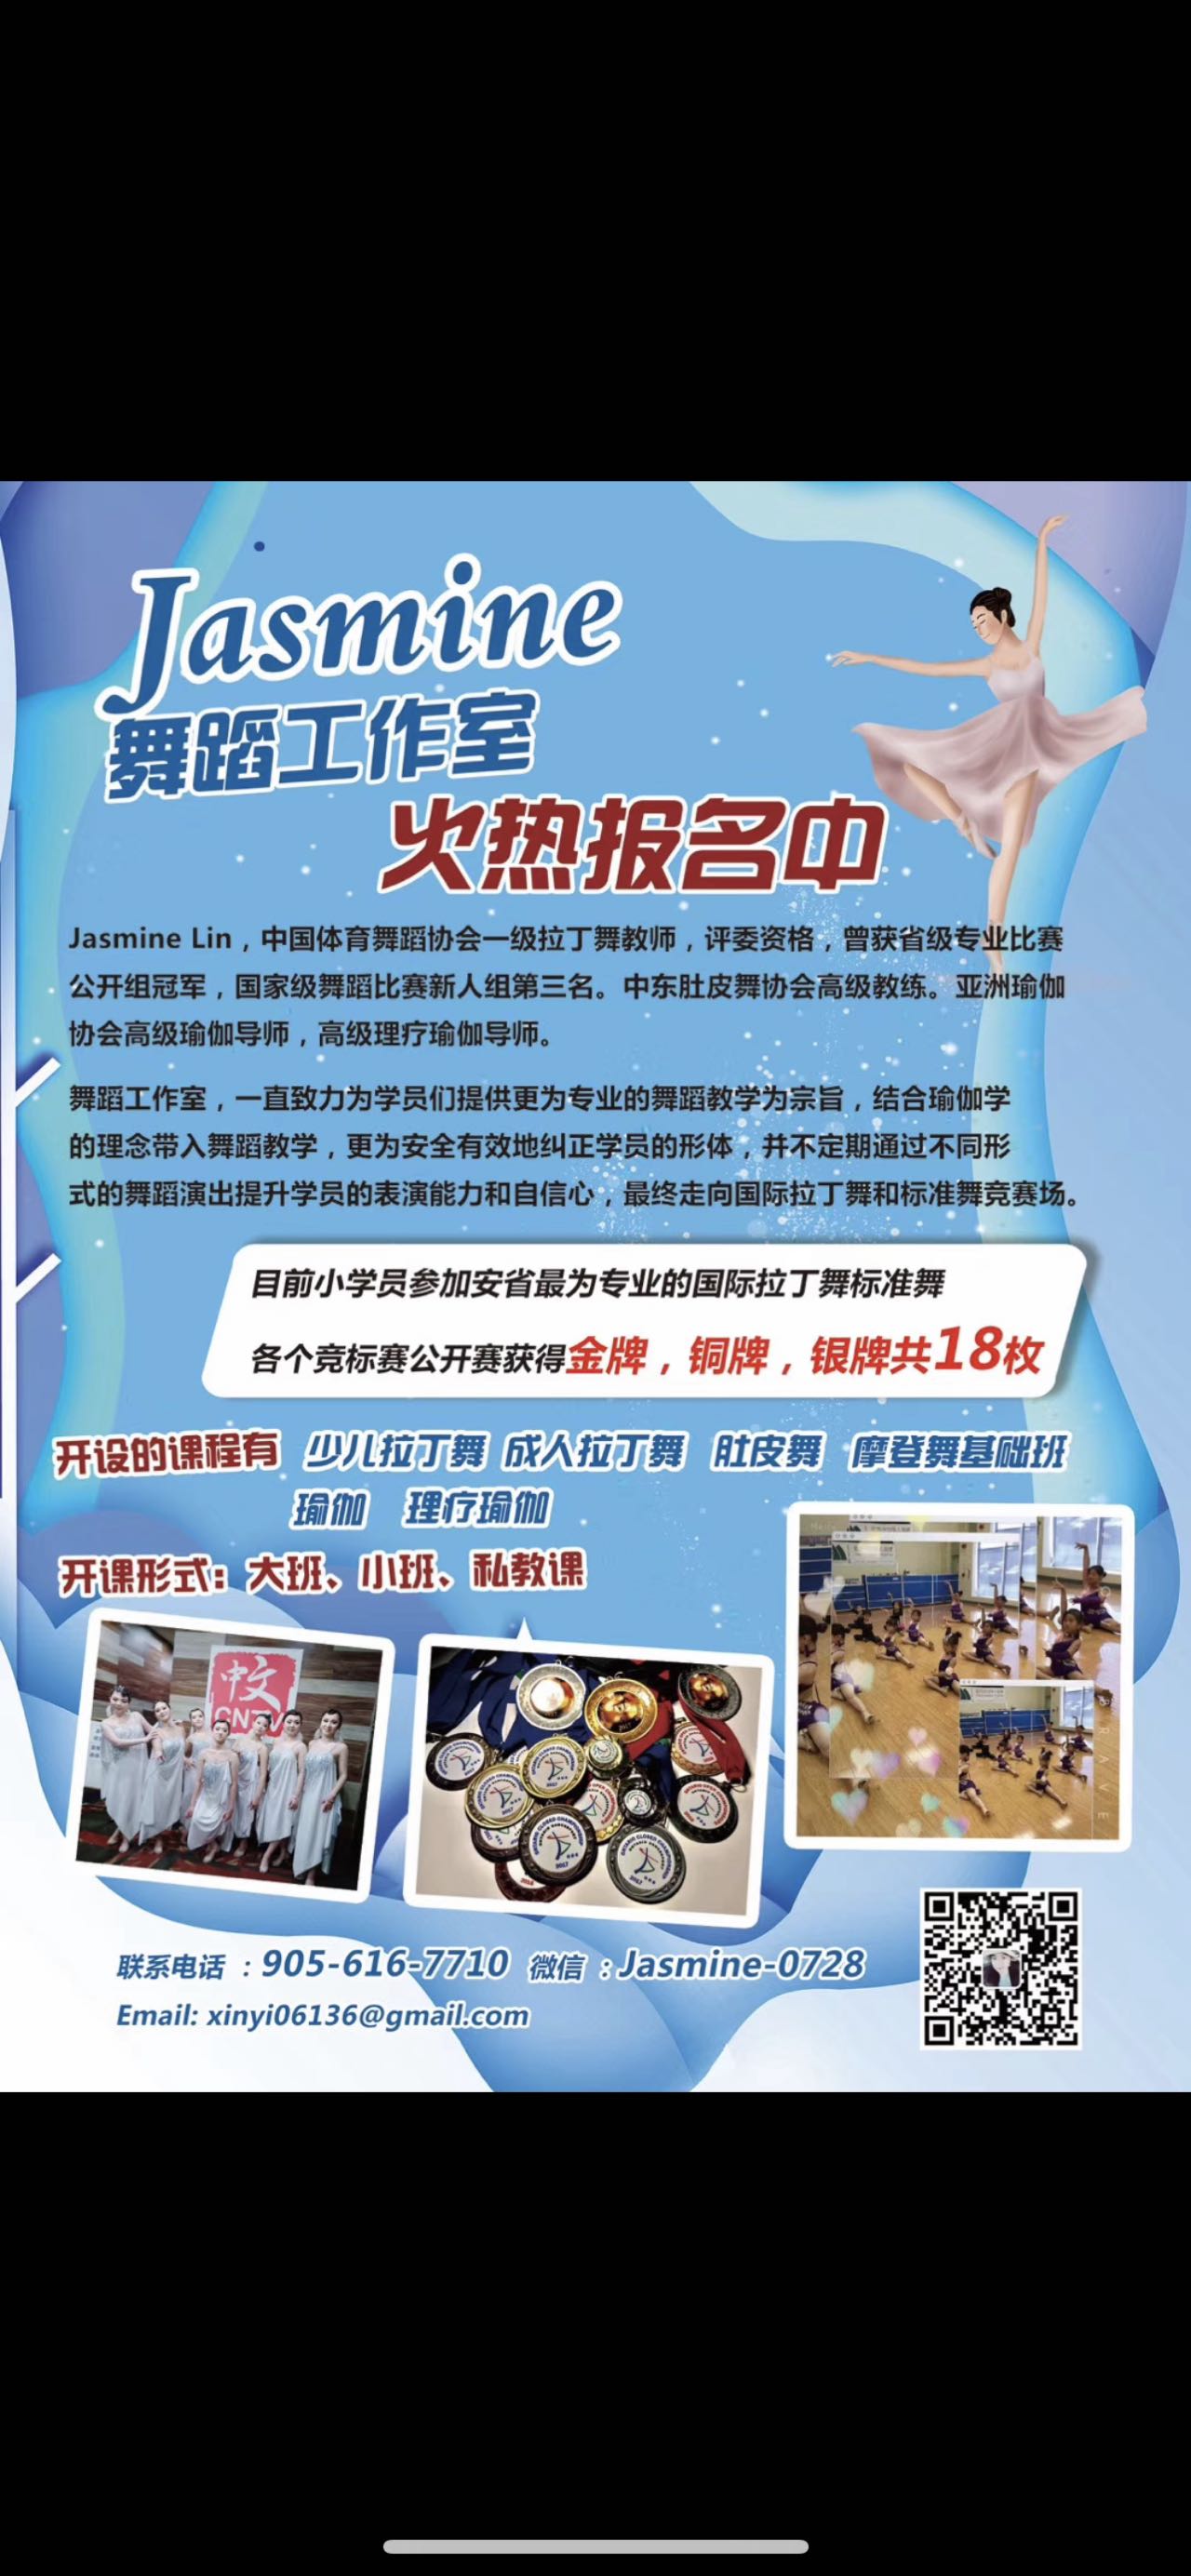 Jasmine
舞蹈工作室
火热报名中
Jasmine Lin，中国体育舞蹈协会一级拉丁舞教师，评委资格，曾获省级专业比赛
公开组冠军，国家级舞蹈比赛新人组第三名。中东肚皮舞协会高级教练。亚洲瑜伽
协会高级瑜伽导师，高级理疗瑜伽导师。
舞蹈工作室，一直致力为学员们提供更为专业的舞蹈教学为宗旨，结合瑜伽学
的理念带入舞蹈教学，更为安全有效地纠正学员的形体，并不定期通过不同形
式的舞蹈演出提升学员的表演能力和自信心，最终走向国际拉丁舞和标准舞竞赛场。
目前小学员参加安省最为专业的国际拉丁舞标准舞
各个竞标赛公开赛获得金牌，铜牌，银牌共18枚
开设的课程有 少儿拉丁舞 成人拉丁舞 肚皮舞 摩登舞基础班
瑜伽 理疗瑜伽
开课形式：大班、小班、私教课
中文
CNTV
2017
2017
2017
BRAVE
联系电话 ：905-616-7710 微信 ：Jasmine-0728
Email: xinyi06136@gmail.com